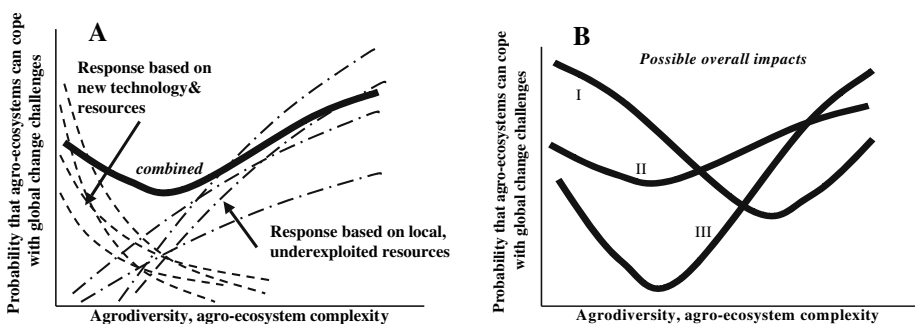 A
Probability that agro-ecosystems can cope
with global change challenges
Response based on
new technology&
resources
combined
Response based on local,
underexploited resources
Agrodiversity, agro-ecosystem complexity
B
Probability that agro-ecosystems can cope
with global change challenges
Possible overall impacts
I
II
III
Agrodiversity, agro-ecosystem complexity